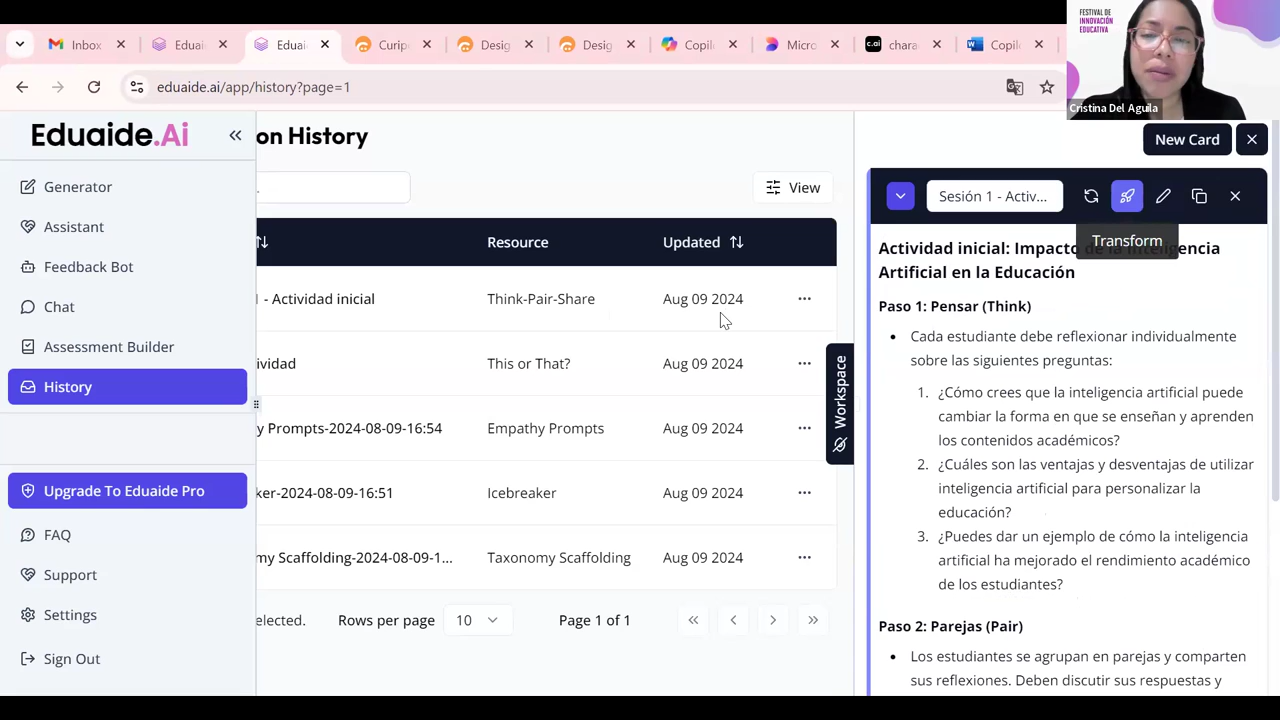 FESTIVAL DE
INNOVACIÓN
EDUCATIVA
Cristina Del Aguila
Inbox
Eduai
Eduai
Curip
Desig
Desig
Copil
Micro
c.ai
chara
Copil
eduaide.ai/app/history?page=1
Eduaide.Ai
Generator
Assistant
Feedback Bot
Chat
Assessment Builder
History
Upgrade To Eduaide Pro
FAQ
Support
Settings
Sign Out
on History
View
Resource
Updated
- Actividad inicial
Think-Pair-Share
Aug 09 2024
ividad
This or That?
Aug 09 2024
y Prompts-2024-08-09-16:54
Empathy Prompts
Aug 09 2024
ker-2024-08-09-16:51
Icebreaker
Aug 09 2024
my Scaffolding-2024-08-09-1...
Taxonomy Scaffolding
Aug 09 2024
elected.
Rows per page
10
Page 1 of 1
Workspace
New Card
Sesión 1 - Activ...
Transform
Actividad inicial: Impacto de la Inteligencia
Artificial en la Educación
Paso 1: Pensar (Think)
Cada estudiante debe reflexionar individualmente
sobre las siguientes preguntas:
1. ¿Cómo crees que la inteligencia artificial puede
cambiar la forma en que se enseñan y aprenden
los contenidos académicos?
2. ¿Cuáles son las ventajas y desventajas de utilizar
inteligencia artificial para personalizar la
educación?
3. ¿Puedes dar un ejemplo de cómo la inteligencia
artificial ha mejorado el rendimiento académico
de los estudiantes?
Paso 2: Parejas (Pair)
Los estudiantes se agrupan en parejas y comparten
sus reflexiones. Deben discutir sus respuestas y